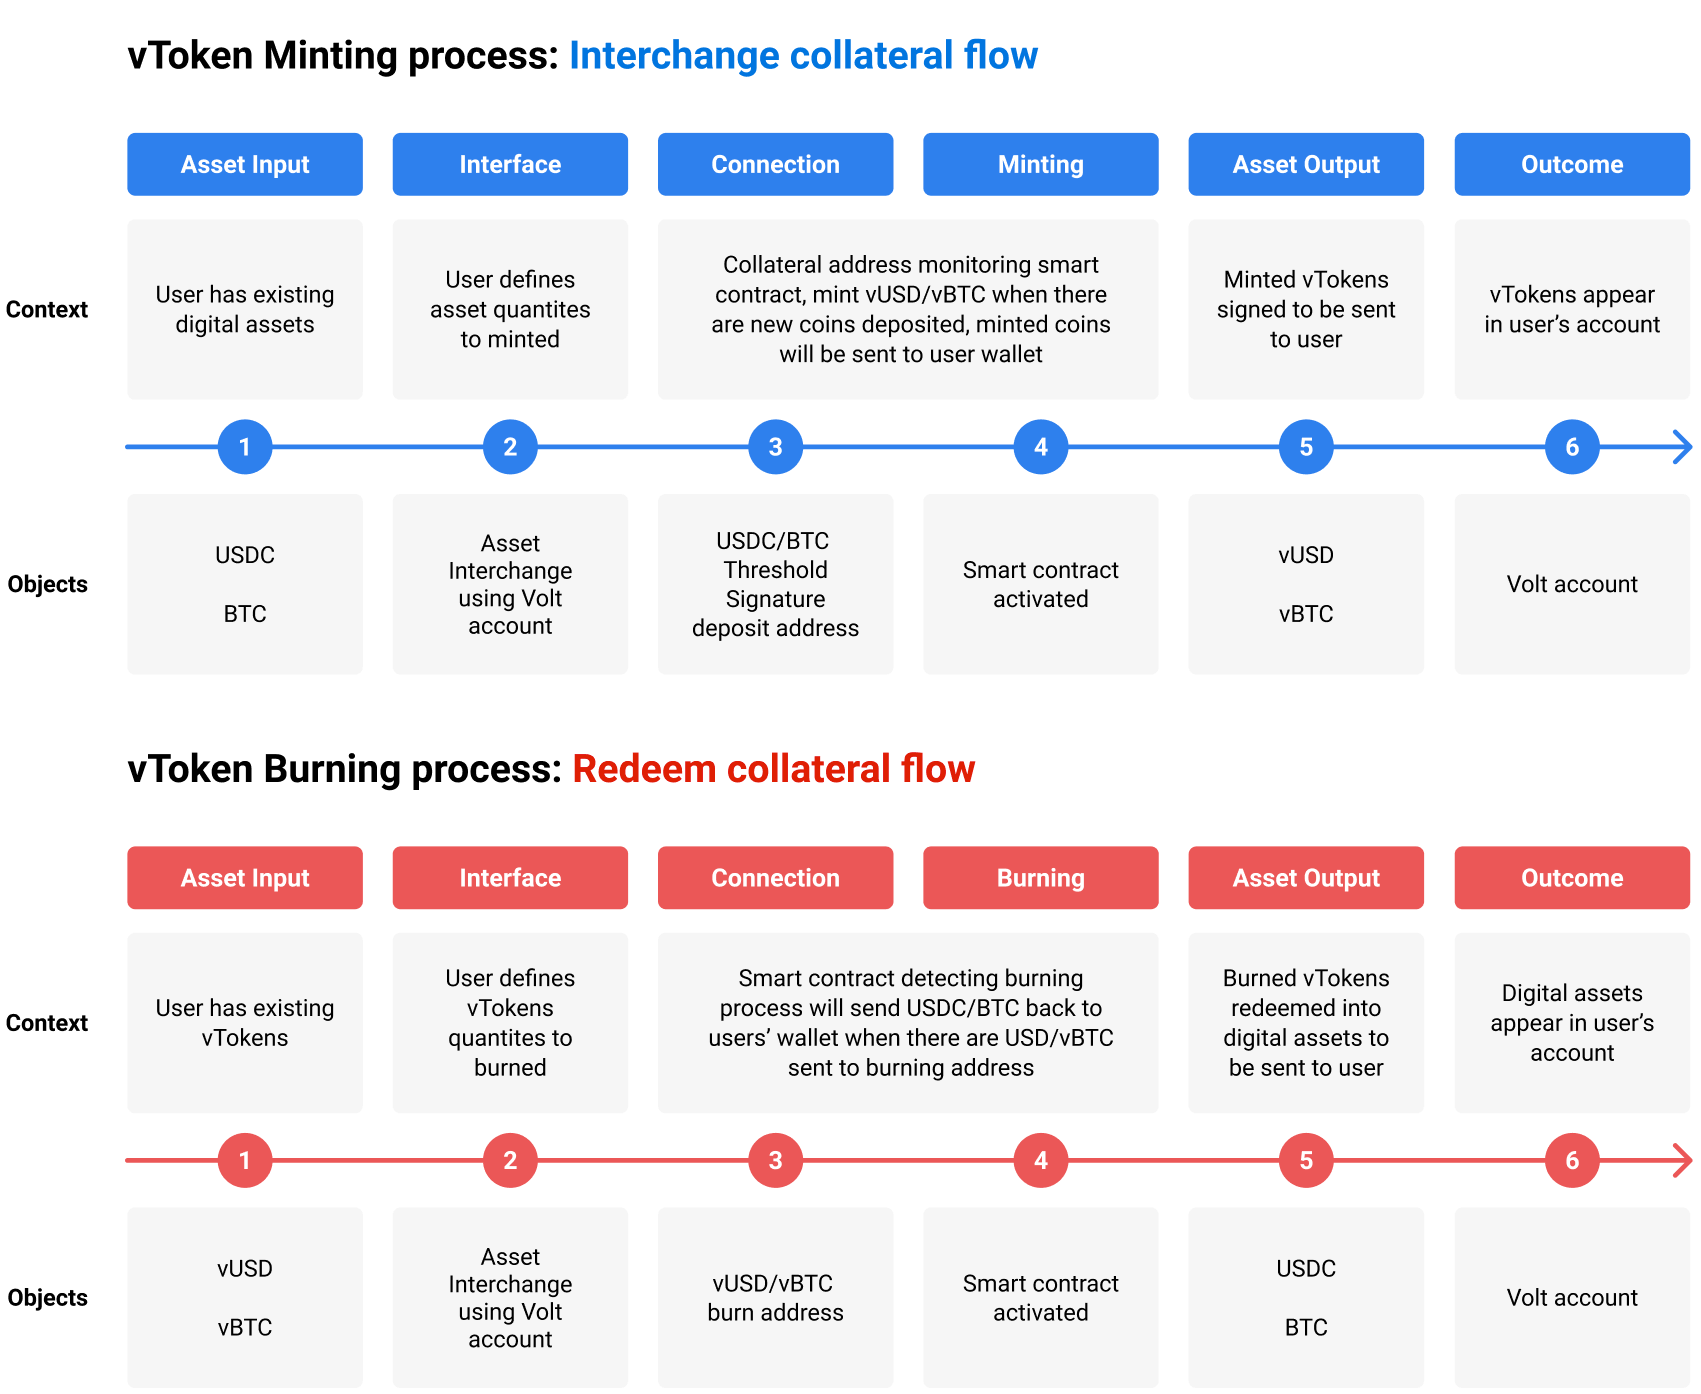 vToken Minting process: Interchange collateral flow
Asset Input
Interface
Connection
Minting
Asset Output
Outcome
Context
User has existing
digital assets
User defines
asset quantites
to minted
Collateral address monitoring smart
contract, mint vUSD/vBTC when there
are new coins deposited, minted coins
will be sent to user wallet
Minted vTokens
signed to be sent
to user
vTokens appear
in user’s account
1
2
3
4
5
6
Objects
USDC
BTC
Asset
Interchange
using Volt
account
USDC/BTC
Threshold
Signature
deposit address
Smart contract
activated
vUSD
vBTC
Volt account
vToken Burning process: Redeem collateral flow
Asset Input
Interface
Connection
Burning
Asset Output
Outcome
Context
User has existing
vTokens
User defines
vTokens
quantites to
burned
Smart contract detecting burning
process will send USDC/BTC back to
users’ wallet when there are USD/vBTC
sent to burning address
Burned vTokens
redeemed into
digital assets to
be sent to user
Digital assets
appear in user’s
account
1
2
3
4
5
6
Objects
vUSD
vBTC
Asset
Interchange
using Volt
account
vUSD/vBTC
burn address
Smart contract
activated
USDC
BTC
Volt account